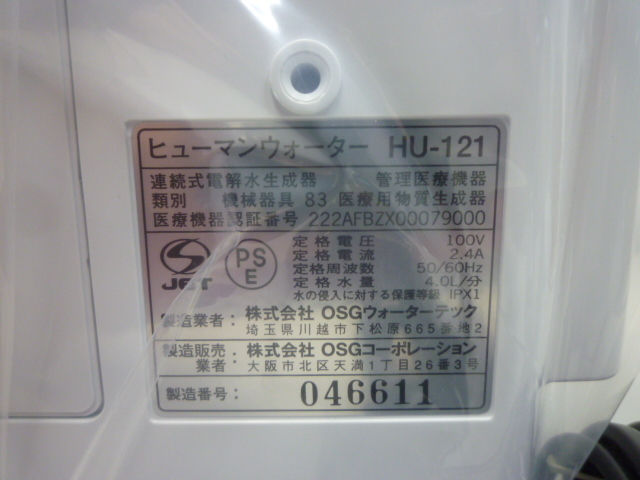 ヒューマンウォーター HU-121
連続式電解水生成器 管理医療機器
類別 機械器具 83 医療用物質生成器
医療機器認証番号 222AFBZX00079000
JET
PS
E
定格電圧 100V
定格電流 2.4A
定格周波数 50/60Hz
定格水量 4.0L/分
水の侵入に対する保護等級 IPX1
製造業者: 株式会社 OSGウォーターテック
埼玉県川越市下松原665番地2
製造販売業者: 株式会社 OSGコーポレーション
大阪市北区天満1丁目26番3号
製造番号: 046611